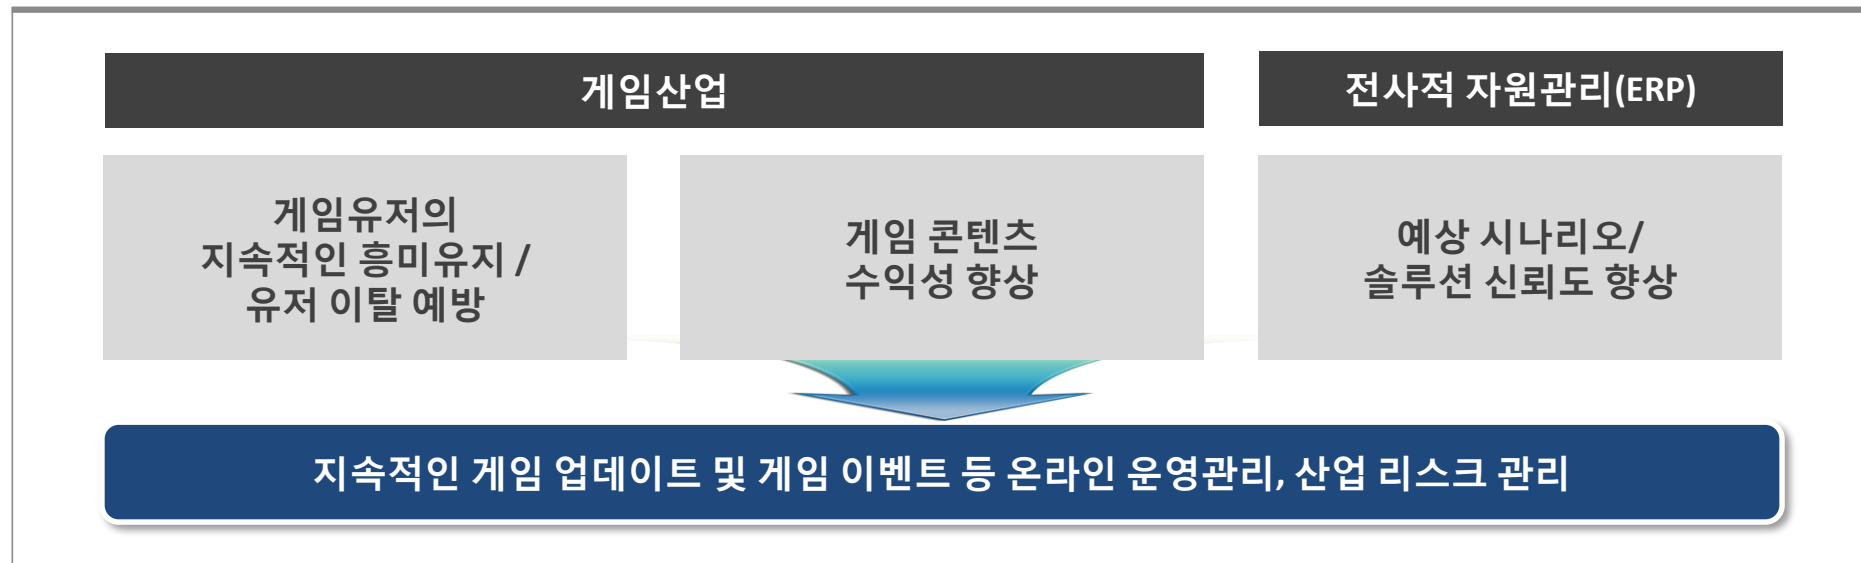 게임산업
전사적 자원관리(ERP)
게임유저의
지속적인 흥미유지 /
유저 이탈 예방
게임 콘텐츠
수익성 향상
예상 시나리오/
솔루션 신뢰도 향상
지속적인 게임 업데이트 및 게임 이벤트 등 온라인 운영관리, 산업 리스크 관리